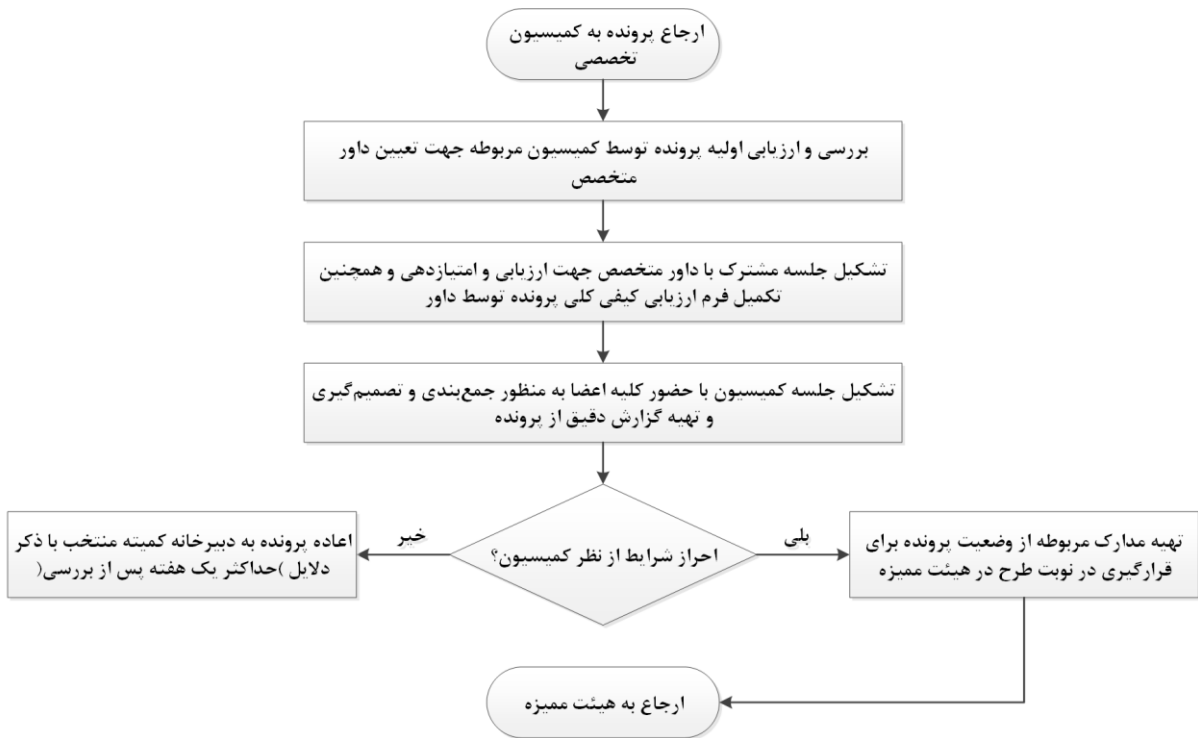 ارجاع پرونده به کمیسیون
تخصصی
بررسی و ارزیابی اولیه پرونده توسط کمیسیون مربوطه جهت تعیین داور
متخصص
تشکیل جلسه مشترک با داور متخصص جهت ارزیابی و امتیازدهی و همچنین
تکمیل فرم ارزیابی کیفی کلی پرونده توسط داور
تشکیل جلسه کمیسیون با حضور کلیه اعضا به منظور جمع‌بندی و تصمیم‌گیری
و تهیه گزارش دقیق از پرونده
احراز شرایط از نظر کمیسیون؟
بلی
تهیه مدارک مربوطه از وضعیت پرونده برای
قرارگیری در نوبت طرح در هیئت ممیزه
خیر
اعاده پرونده به دبیرخانه کمیته منتخب با ذکر
دلایل )حداکثر یک هفته پس از بررسی(
ارجاع به هیئت ممیزه